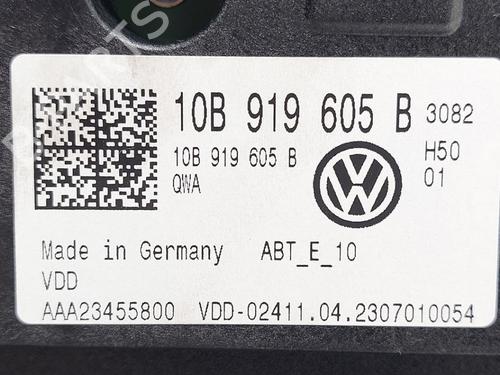 10B 919 605 B 3082
10B 919 605 B H50
QWA 01
Made in Germany ABT_E_10
VDD
AAA23455800 VDD-02411.04.2307010054